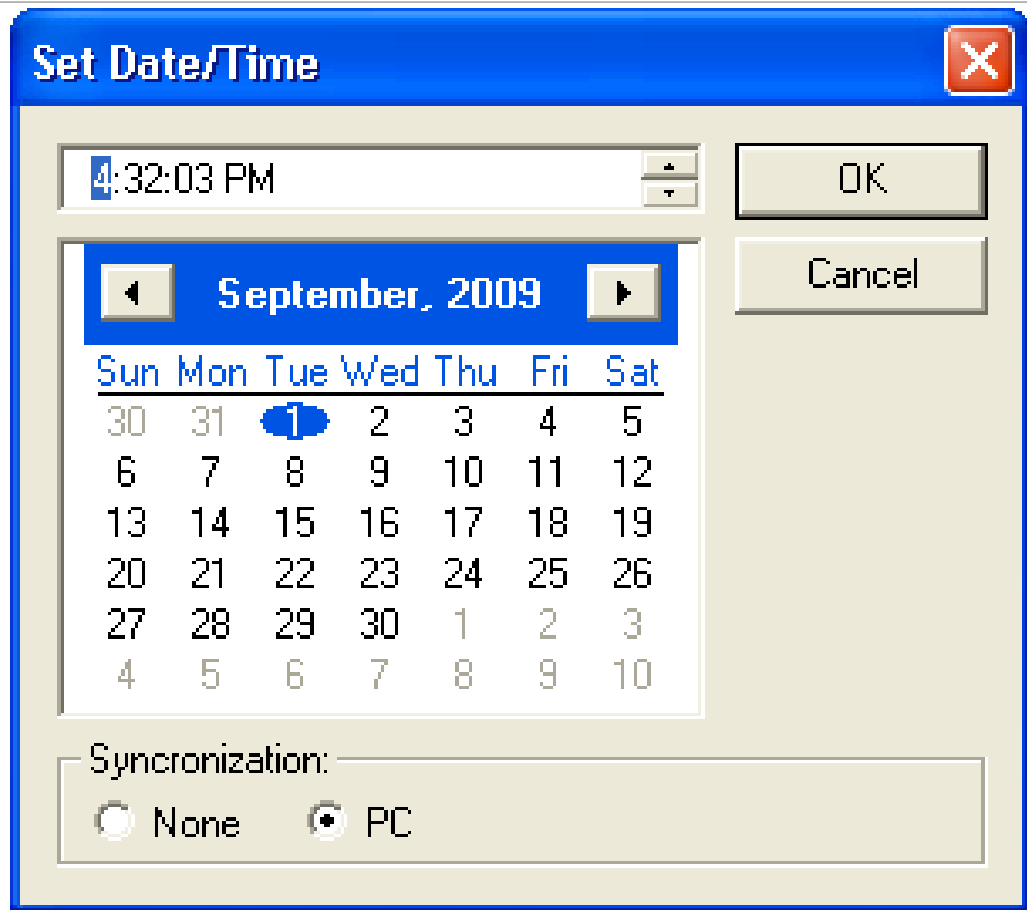 Set Date/Time
4:32:03 PM
OK
Cancel
September, 2009
Sun Mon Tue Wed Thu Fri Sat
30 31 1 2 3 4 5
6 7 8 9 10 11 12
13 14 15 16 17 18 19
20 21 22 23 24 25 26
27 28 29 30 1 2 3
4 5 6 7 8 9 10
Syncronization:
None PC